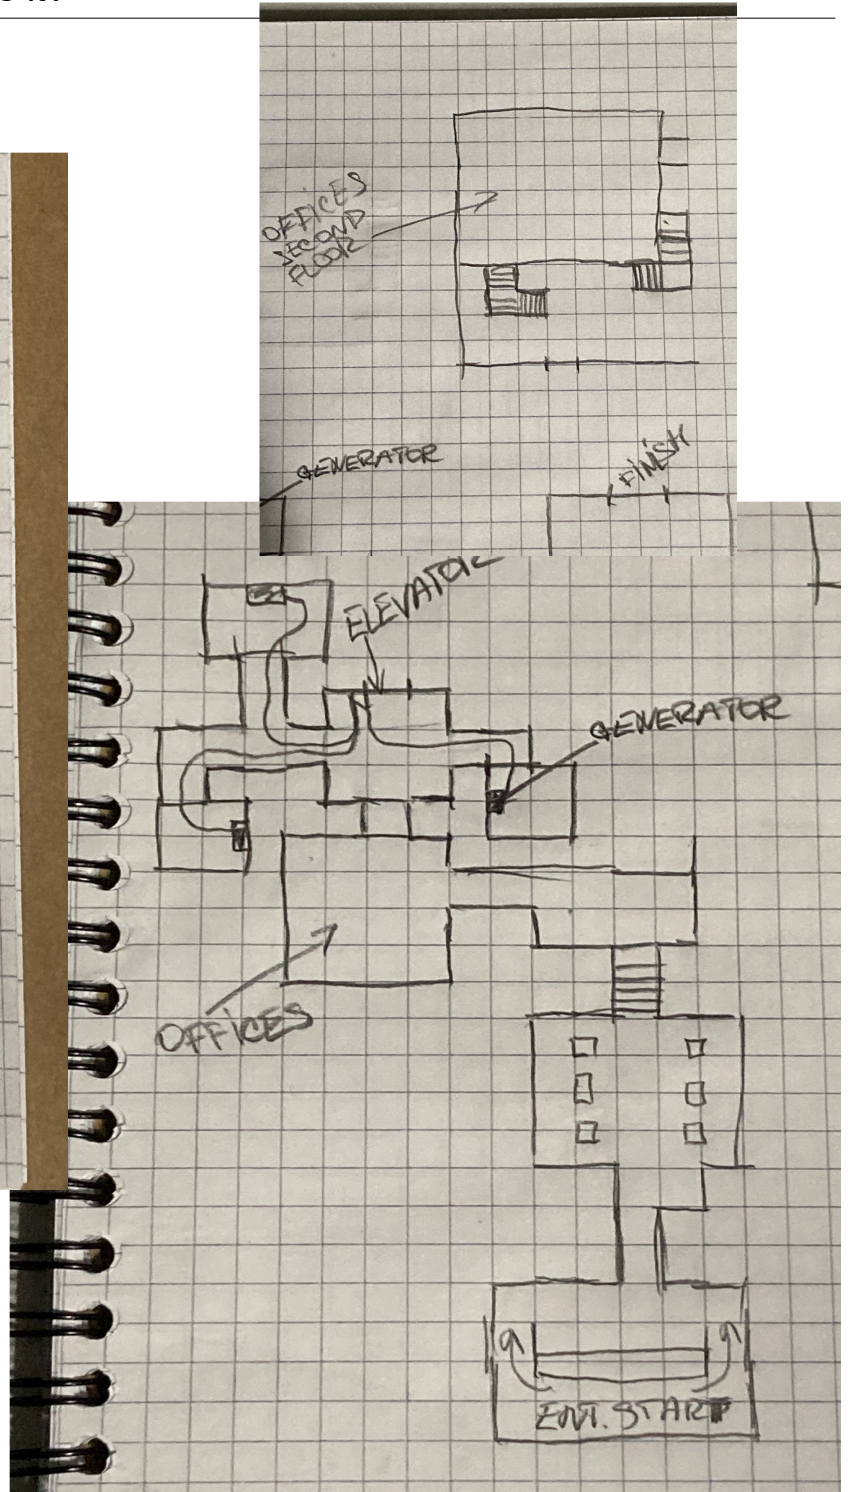 OFFICES
SECOND
FLOOR
GENERATOR
FINISH
ELEVATOR
GENERATOR
OFFICES
ENT. START